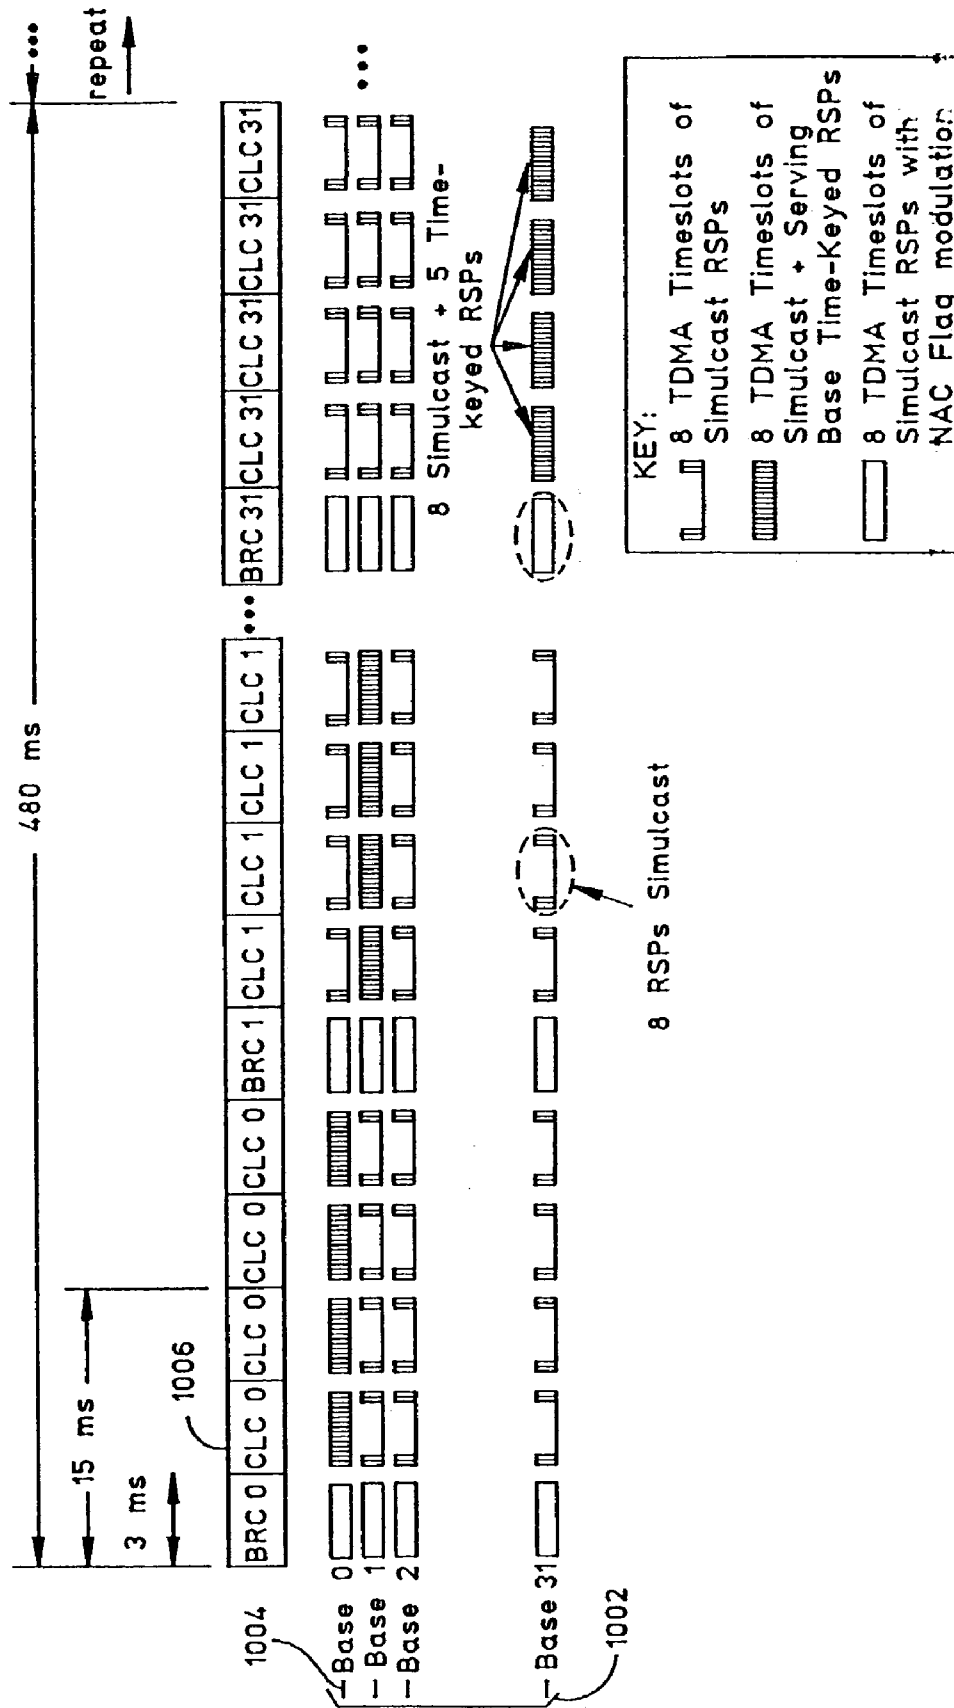 480 ms
•••
repeat
15 ms
3 ms
1006
BRC 0 CLC 0 CLC 0 CLC 0 CLC 0 BRC 1 CLC 1 CLC 1 CLC 1 CLC 1 ••• BRC 31 CLC 31 CLC 31 CLC 31 CLC 31
1004
Base 0
Base 1
Base 2
•••
8 Simulcast + 5 Time-
keyed RSPs
Base 31
1002
8 RSPs Simulcast
KEY:
8 TDMA Timeslots of
Simulcast RSPs
8 TDMA Timeslots of
Simulcast + Serving
Base Time-Keyed RSPs
8 TDMA Timeslots of
Simulcast RSPs with
NAC Flag modulation